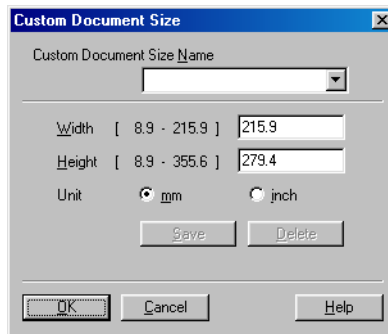 Custom Document Size
Custom Document Size Name
Width [ 8.9 - 215.9 ] 215.9
Height [ 8.9 - 355.6 ] 279.4
Unit mm inch
Save Delete
OK Cancel Help